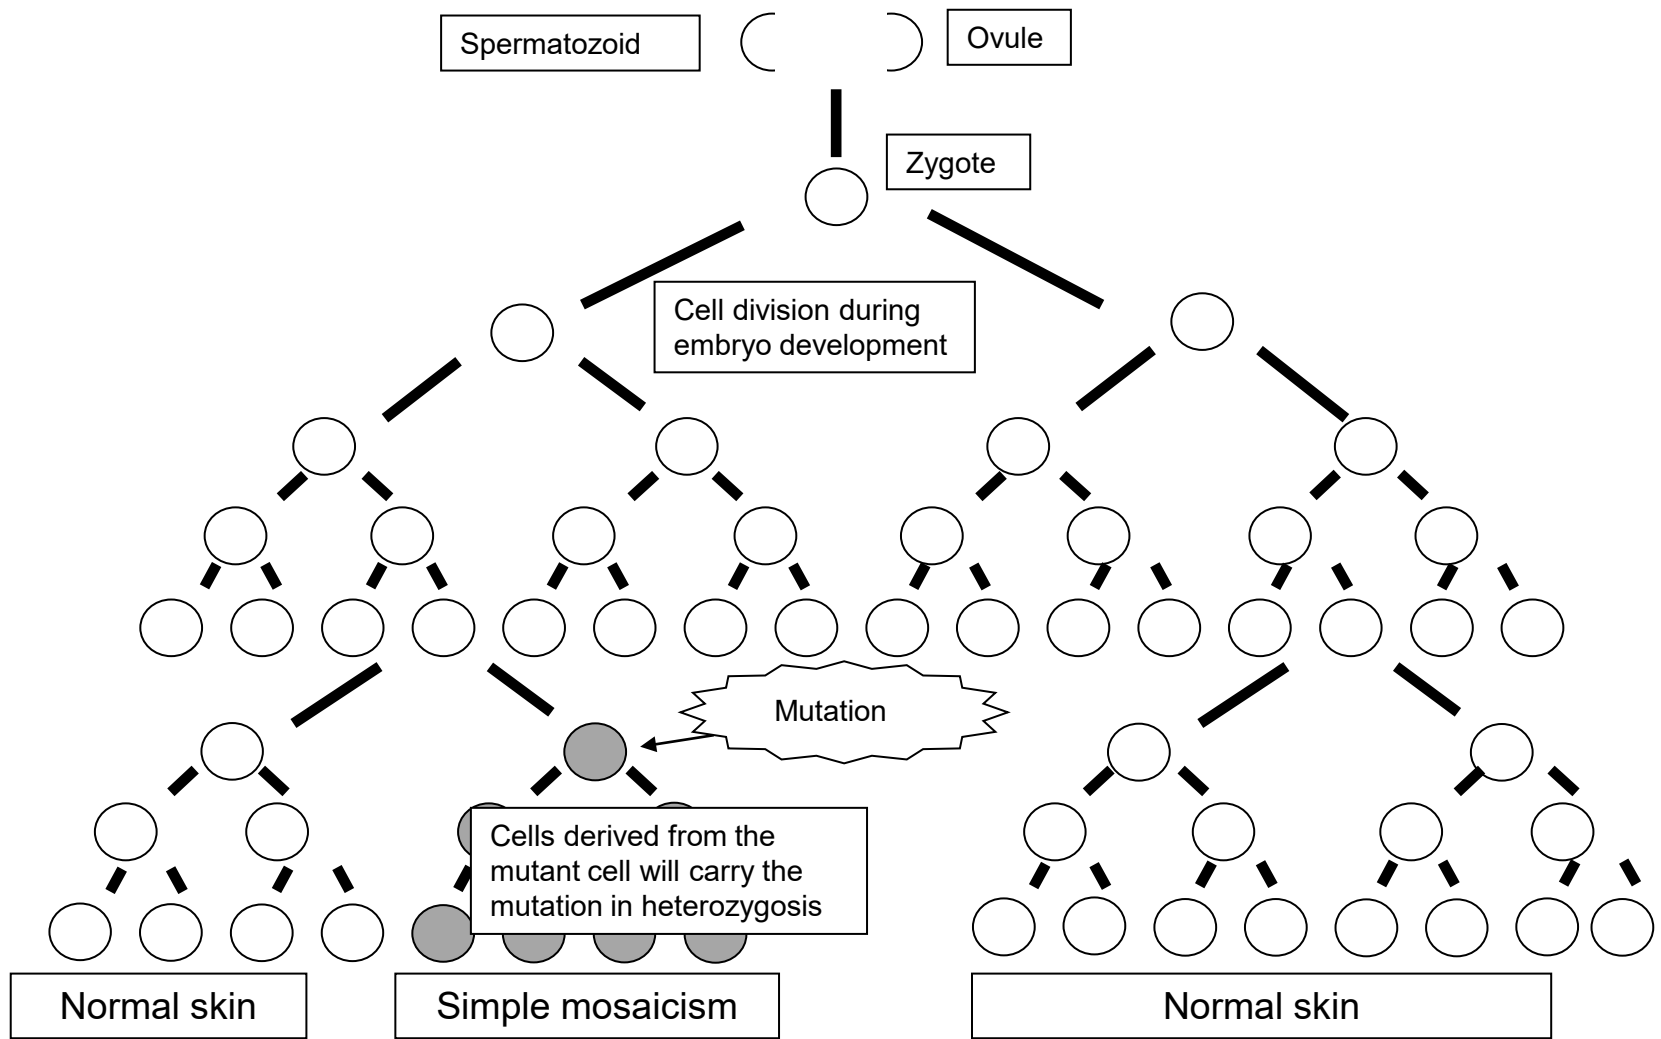 Spermatozoid
Ovule
Zygote
Cell division during
embryo development
Mutation
Cells derived from the
mutant cell will carry the
mutation in heterozygosis
Normal skin
Simple mosaicism
Normal skin